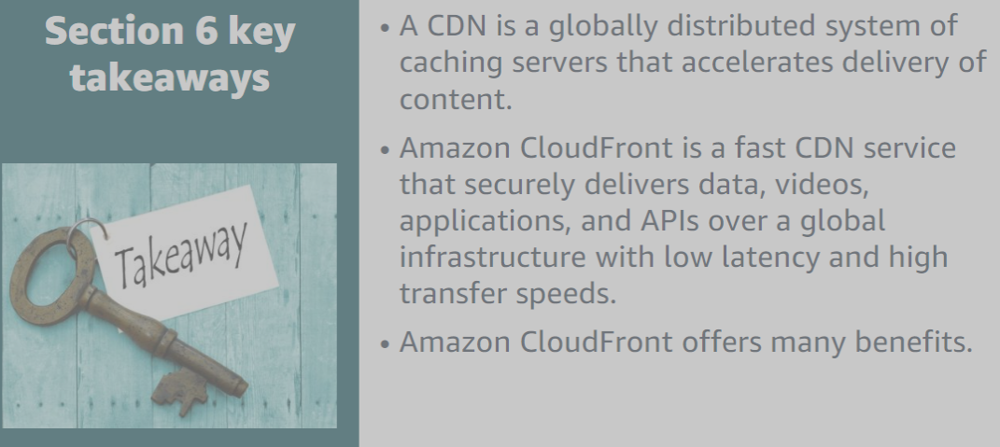 Section 6 key
takeaways
Takeaway
• A CDN is a globally distributed system of
caching servers that accelerates delivery of
content.
• Amazon CloudFront is a fast CDN service
that securely delivers data, videos,
applications, and APIs over a global
infrastructure with low latency and high
transfer speeds.
• Amazon CloudFront offers many benefits.